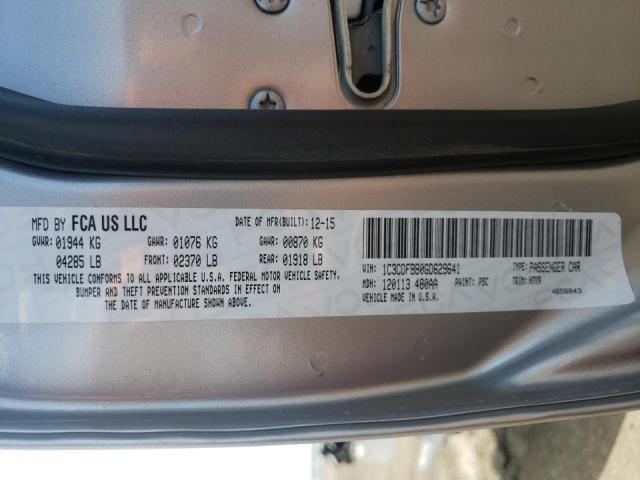 MFD BY FCA US LLC DATE OF MFR(BUILT): 12-15
GVWR: 01944 KG GAWR: 01076 KG GAWR: 00870 KG
04285 LB FRONT: 02370 LB REAR: 01918 LB
THIS VEHICLE CONFORMS TO ALL APPLICABLE U.S.A. FEDERAL MOTOR VEHICLE SAFETY,
BUMPER AND THEFT PREVENTION STANDARDS IN EFFECT ON
THE DATE OF MANUFACTURE SHOWN ABOVE.
VIN: 1C3CDFBB0GD629641 TYPE: PASSENGER CAR
MDH: 120113 480AA PAINT: PSC TRIM:
VEHICLE MADE IN U.S.A. 4658843